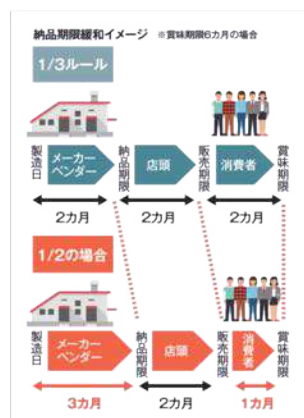 納品期限緩和イメージ ※賞味期限6カ月の場合
1/3ルール
製造日
メーカー
ベンダー
納品期限
店頭
販売期限
消費者
賞味期限
2カ月
2カ月
2カ月
1/2の場合
製造日
メーカー
ベンダー
納品期限
店頭
販売期限
消費者
賞味期限
3カ月
2カ月
1カ月